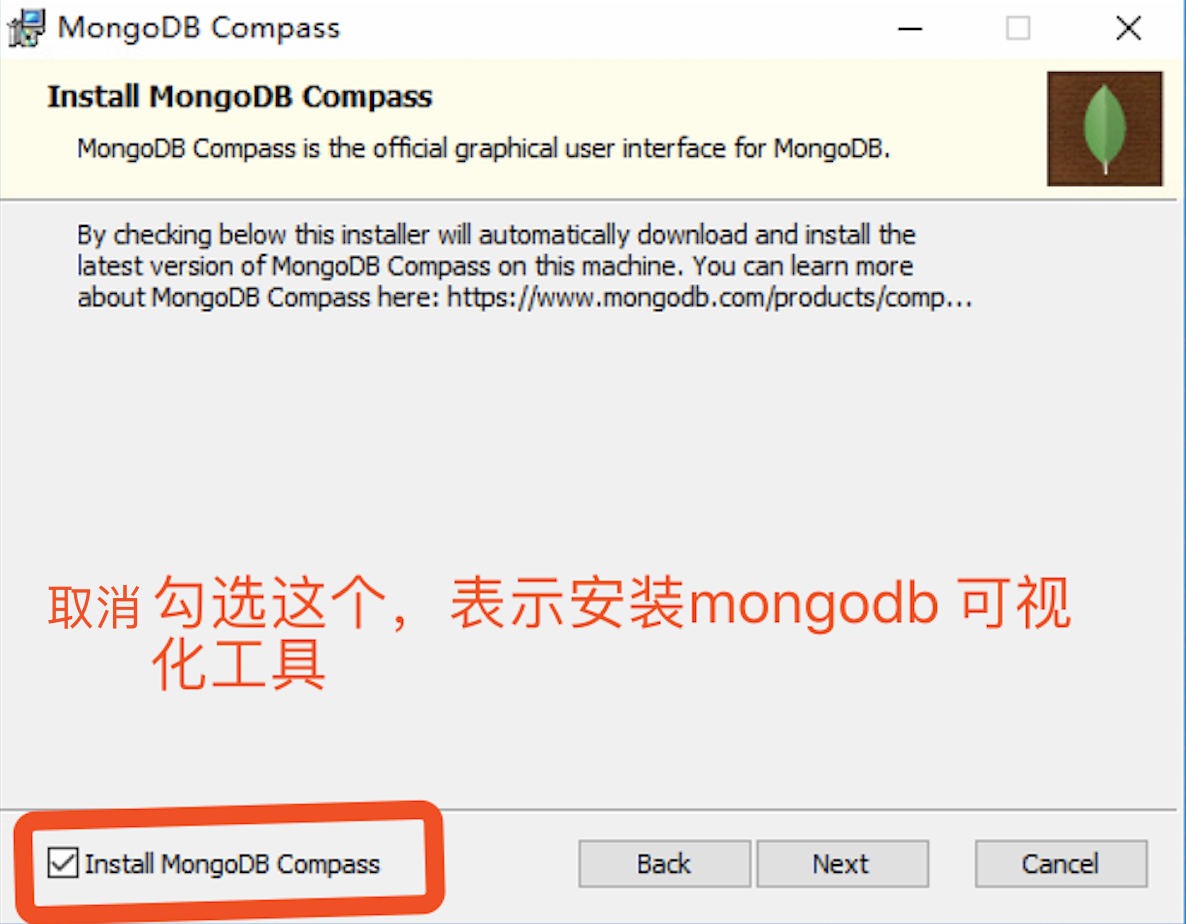 MongoDB Compass
Install MongoDB Compass
MongoDB Compass is the official graphical user interface for MongoDB.
By checking below this installer will automatically download and install the
latest version of MongoDB Compass on this machine. You can learn more
about MongoDB Compass here: https://www.mongodb.com/products/comp...
取消 勾选这个，表示安装mongodb 可视
化工具
Install MongoDB Compass
Back
Next
Cancel